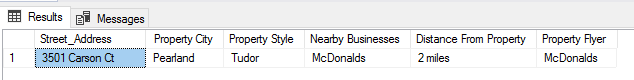 Results Messages
Street_Address Property City Property Style Nearby Businesses Distance From Property Property Flyer
1 3501 Carson Ct Pearland Tudor McDonalds 2 miles McDonalds